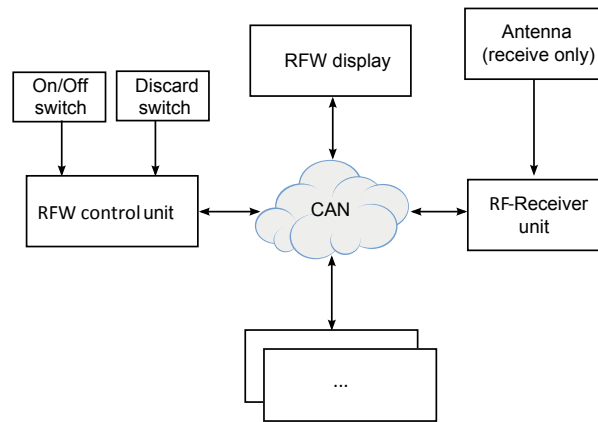 On/Off
switch
Discard
switch
RFW display
Antenna
(receive only)
RFW control unit
CAN
RF-Receiver
unit
...